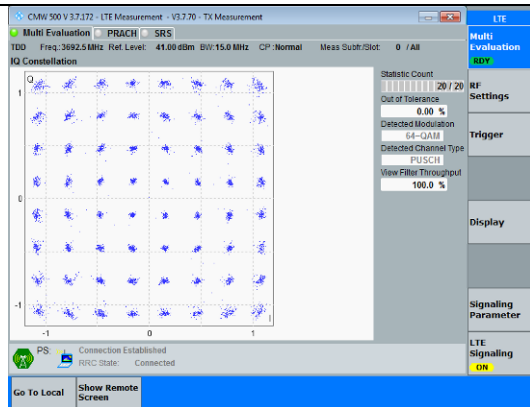 CMW 500 V 3.7.172 - LTE Measurement - V3.7.70 - TX Measurement
LTE
Multi Evaluation
PRACH
SRS
Multi
Evaluation
RDY
TDD Freq.: 3692.5 MHz Ref. Level: 41.00 dBm BW: 15.0 MHz CP : Normal Meas Subfr./Slot: 0 / All
IQ Constellation
Q
1
0
-1
-1
0
1
I
Statistic Count
20 / 20
Out of Tolerance
0.00 %
Detected Modulation
64-QAM
Detected Channel Type
PUSCH
View Filter Throughput
100.0 %
RF
Settings
Trigger
Display
Signaling
Parameter
LTE
Signaling
ON
PS:
Connection Established
RRC State: Connected
Go To Local
Show Remote
Screen